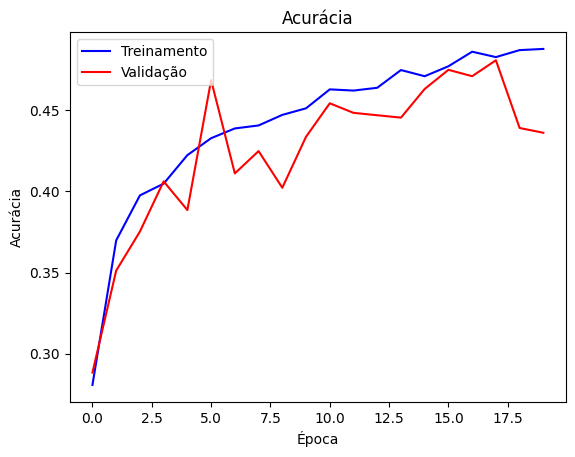 Acurácia
Treinamento
Validação
Acurácia
0.45
0.40
0.35
0.30
0.0 2.5 5.0 7.5 10.0 12.5 15.0 17.5
Época